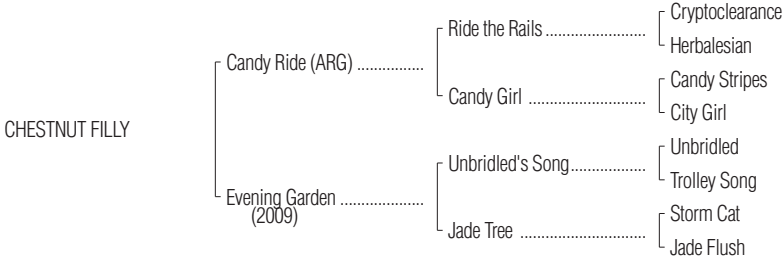 Cryptoclearance
Ride the Rails ........................
Herbalesian
Candy Ride (ARG) ................
Candy Stripes
Candy Girl ............................
City Girl
CHESTNUT FILLY
Unbridled
Unbridled's Song..................
Trolley Song
Evening Garden ....................
(2009)
Storm Cat
Jade Tree ..............................
Jade Flush